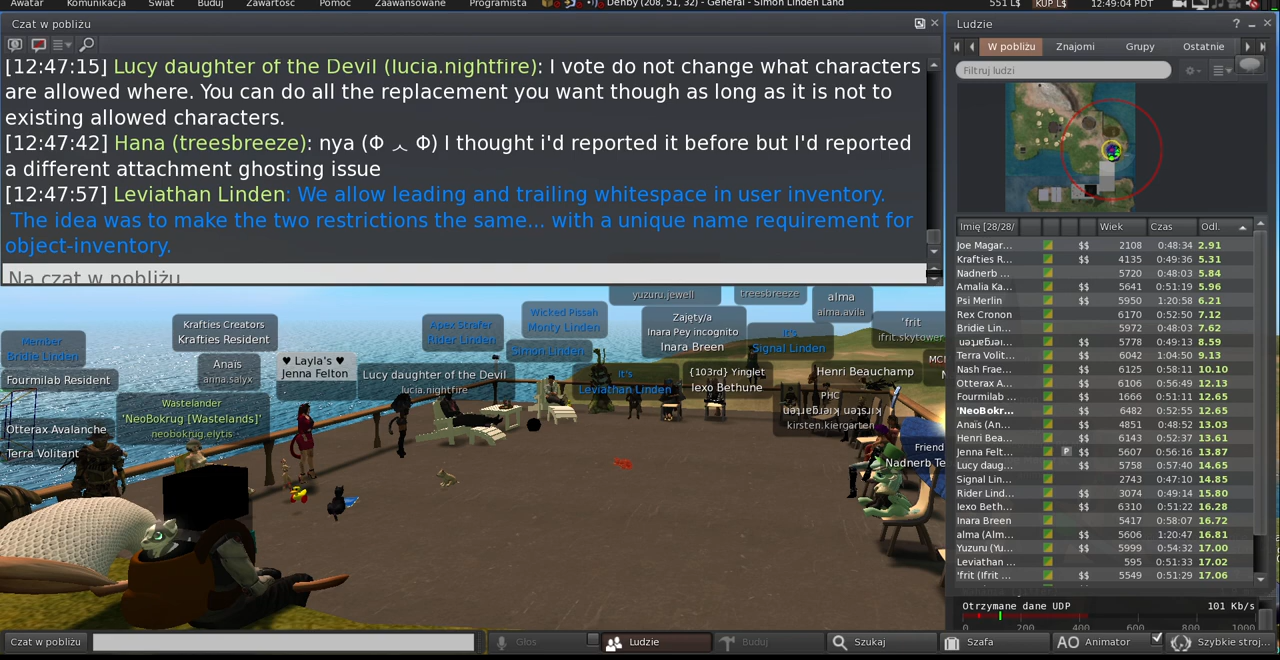 Awatar Komunikacja Świat Buduj Zawartość Pomoc Zaawansowane Programista Denby (208, 51, 32) - General - Simon Linden Land 551 L$ KUP L$ 12:49:04 PDT
Czat w pobliżu
[12:47:15] Lucy daughter of the Devil (lucia.nightfire): I vote do not change what characters
are allowed where. You can do all the replacement you want though as long as it is not to
existing allowed characters.
[12:47:42] Hana (treesbreeze): nya (Φ ㅅ Φ) I thought i'd reported it before but I'd reported
a different attachment ghosting issue
[12:47:57] Leviathan Linden: We allow leading and trailing whitespace in user inventory.
The idea was to make the two restrictions the same... with a unique name requirement for
object-inventory.
Na czat w pobliżu
yuzuru.jewell
treesbreeze
alma
alma.avila
Wicked Pissah
Monty Linden
Krafties Creators
Krafties Resident
Apex Strafer
Rider Linden
Zajęty/a
Inara Pey incognito
Inara Breen
It's
Signal Linden
'frit
ifrit.skytower
Member
Bridie Linden
Simon Linden
Anais
anna.salyx
♥ Layla's ♥
Jenna Felton
Lucy daughter of the Devil
lucia.nightfire
It's
Leviathan Linden
{103rd} Yinglet
Iexo Bethune
Henri Beauchamp
MC
Fourmilab Resident
Wastelander
'NeoBokrug [Wastelands]'
neobokrug.elytis
PHC
kirsten.kiergarten
Otterax Avalanche
Terra Volitant
Friend
Nadnerb Te
Ludzie
W pobliżu Znajomi Grupy Ostatnie
Filtruj ludzi
Imię [28/28/ Wiek Czas Odl.
Joe Magar... $$ 2108 0:48:34 2.91
Krafties R... $$ 4135 0:49:36 5.31
Nadnerb ... 5720 0:48:03 5.84
Amalia Ka... $$ 5641 0:51:19 5.96
Psi Merlin $$ 5950 1:20:58 6.21
Rex Cronon 6170 0:52:50 7.12
Bridie Lin... 5972 0:48:03 7.62
$$ 5778 0:49:13 8.59
Terra Volit... $$ 6042 1:04:50 9.13
Nash Frae... $$ 6125 0:58:11 10.10
Otterax A... $$ 6106 0:56:49 12.13
Fourmilab ... $$ 1666 0:51:11 12.65
'NeoBokr... $$ 6482 0:52:55 12.65
Anaïs (An... $$ 4851 0:48:52 13.03
Henri Bea... $$ 6143 0:52:37 13.61
Jenna Felt... P $$ 5607 0:56:16 13.87
Lucy daug... $$ 5758 0:57:40 14.65
Signal Lin... 2743 0:47:10 14.85
Rider Lind... $$ 3074 0:49:14 15.80
Iexo Beth... $$ 6310 0:51:22 16.28
Inara Breen 5417 0:58:07 16.72
alma (Alm... $$ 5606 1:20:47 16.81
Yuzuru (Yu... $$ 5999 0:54:32 17.00
Leviathan ... 595 0:51:33 17.02
'frit (Ifrit ... $$ 5549 0:51:29 17.06
Otrzymane dane UDP 101 Kb/s
0 200 400 600 800 1000
Czat w pobliżu Głos Ludzie Buduj Szukaj Szafa AO Animator Szybkie stroj...